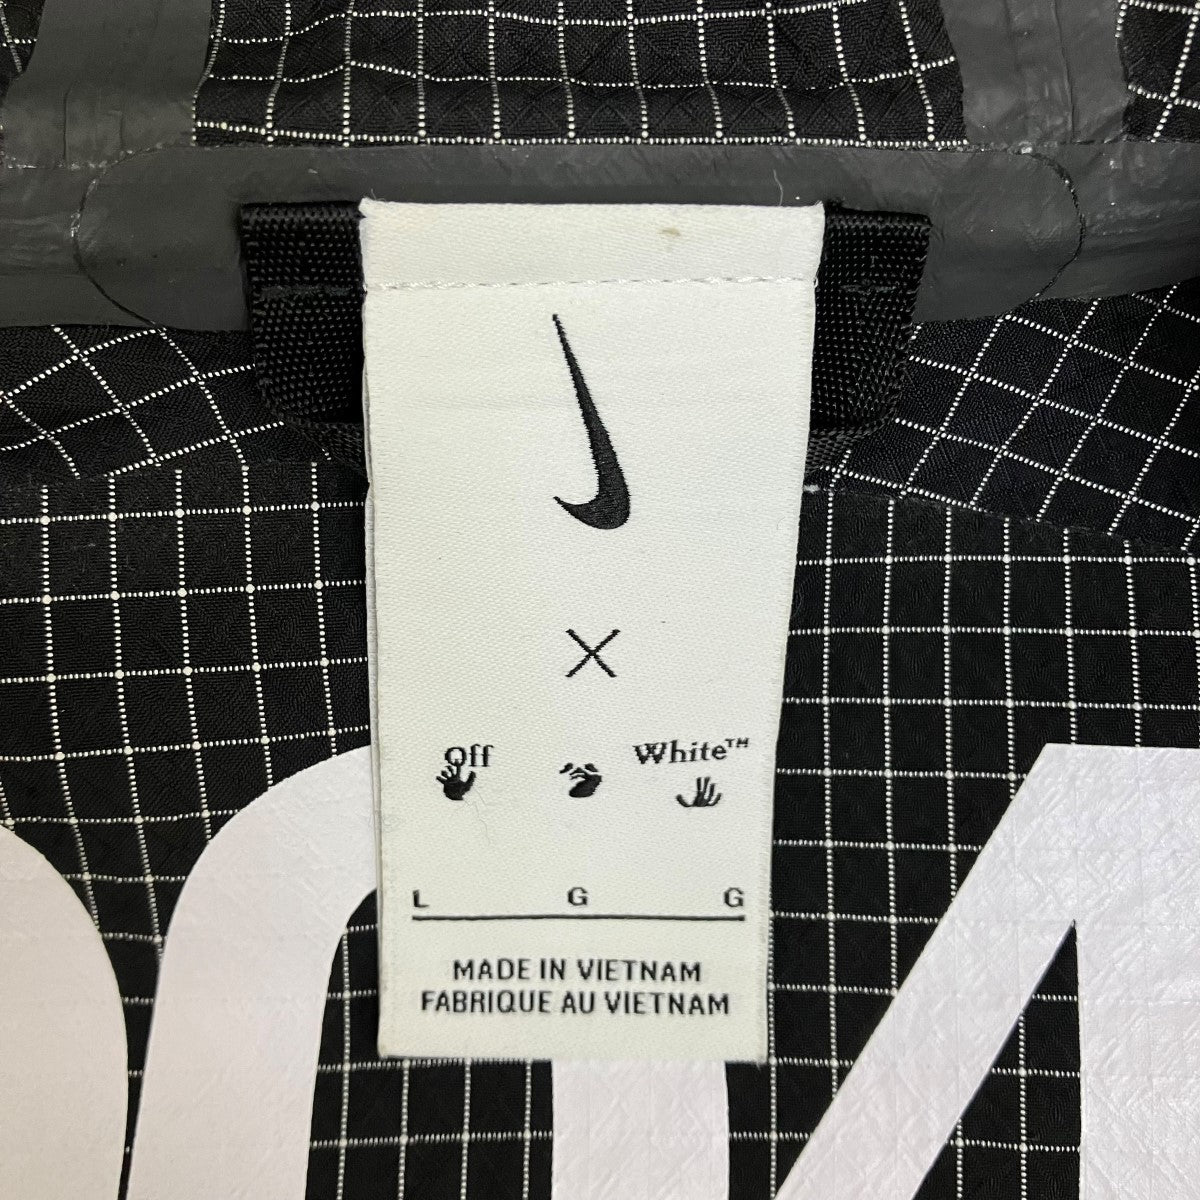 X
Off White™
L G G
MADE IN VIETNAM
FABRIQUE AU VIETNAM